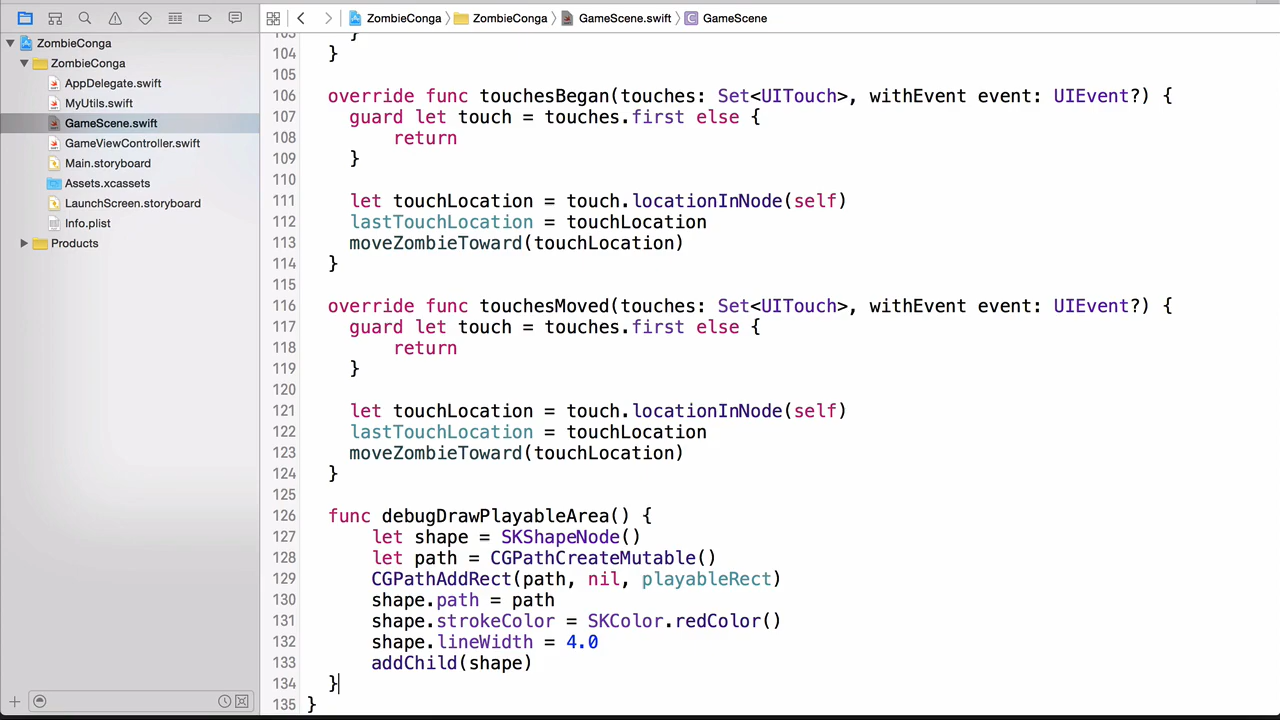 ZombieConga
ZombieConga
AppDelegate.swift
MyUtils.swift
GameScene.swift
GameViewController.swift
Main.storyboard
Assets.xcassets
LaunchScreen.storyboard
Info.plist
Products
ZombieConga ZombieConga GameScene.swift C GameScene
103 }
104 }
105
106 override func touchesBegan(touches: Set<UITouch>, withEvent event: UIEvent?) {
107 guard let touch = touches.first else {
108 return
109 }
110
111 let touchLocation = touch.locationInNode(self)
112 lastTouchLocation = touchLocation
113 moveZombieToward(touchLocation)
114 }
115
116 override func touchesMoved(touches: Set<UITouch>, withEvent event: UIEvent?) {
117 guard let touch = touches.first else {
118 return
119 }
120
121 let touchLocation = touch.locationInNode(self)
122 lastTouchLocation = touchLocation
123 moveZombieToward(touchLocation)
124 }
125
126 func debugDrawPlayableArea() {
127 let shape = SKShapeNode()
128 let path = CGPathCreateMutable()
129 CGPathAddRect(path, nil, playableRect)
130 shape.path = path
131 shape.strokeColor = SKColor.redColor()
132 shape.lineWidth = 4.0
133 addChild(shape)
134 }
135 }